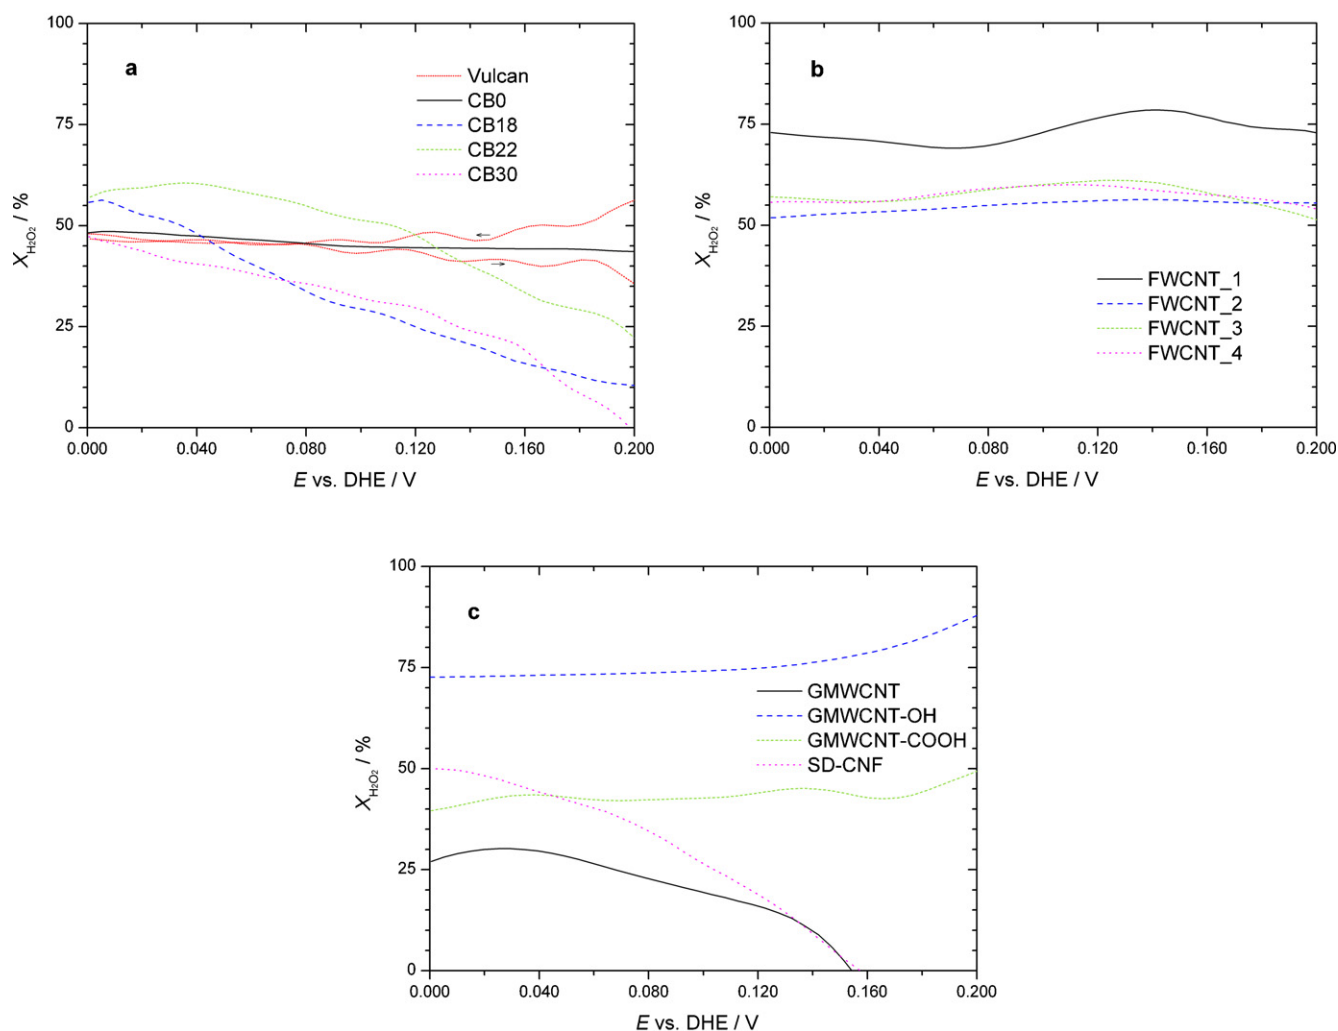 100
75
50
25
0
X_H₂O₂ / %
a
Vulcan
CB0
CB18
CB22
CB30
0.000 0.040 0.080 0.120 0.160 0.200
E vs. DHE / V
100
75
50
25
0
X_H₂O₂ / %
b
FWCNT_1
FWCNT_2
FWCNT_3
FWCNT_4
0.000 0.040 0.080 0.120 0.160 0.200
E vs. DHE / V
100
75
50
25
0
X_H₂O₂ / %
c
GMWCNT
GMWCNT-OH
GMWCNT-COOH
SD-CNF
0.000 0.040 0.080 0.120 0.160 0.200
E vs. DHE / V